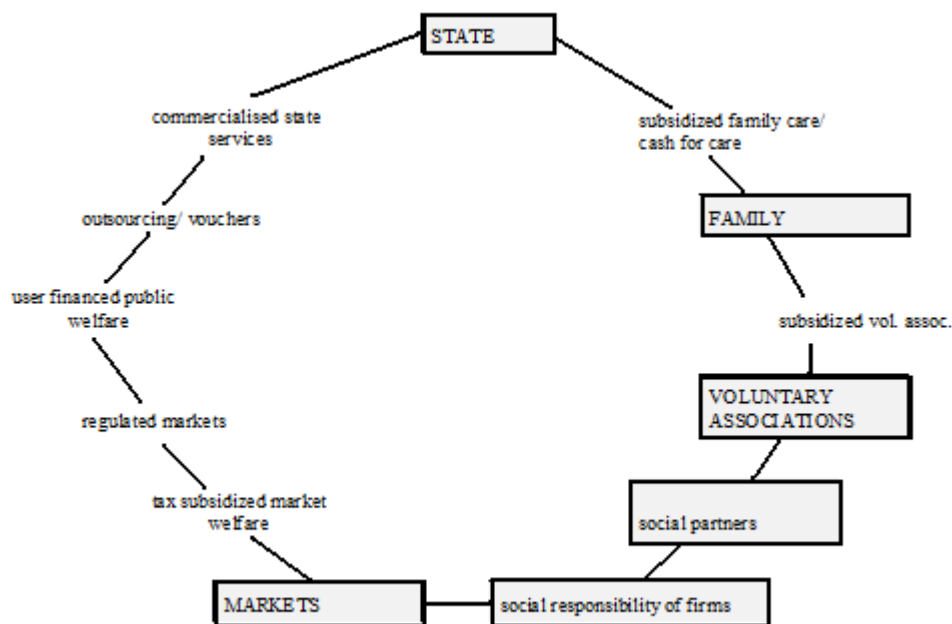 STATE
commercialised state
services
subsidized family care/
cash for care
outsourcing/ vouchers
FAMILY
user financed public
welfare
subsidized vol. assoc.
regulated markets
VOLUNTARY
ASSOCIATIONS
tax subsidized market
welfare
social partners
MARKETS
social responsibility of firms